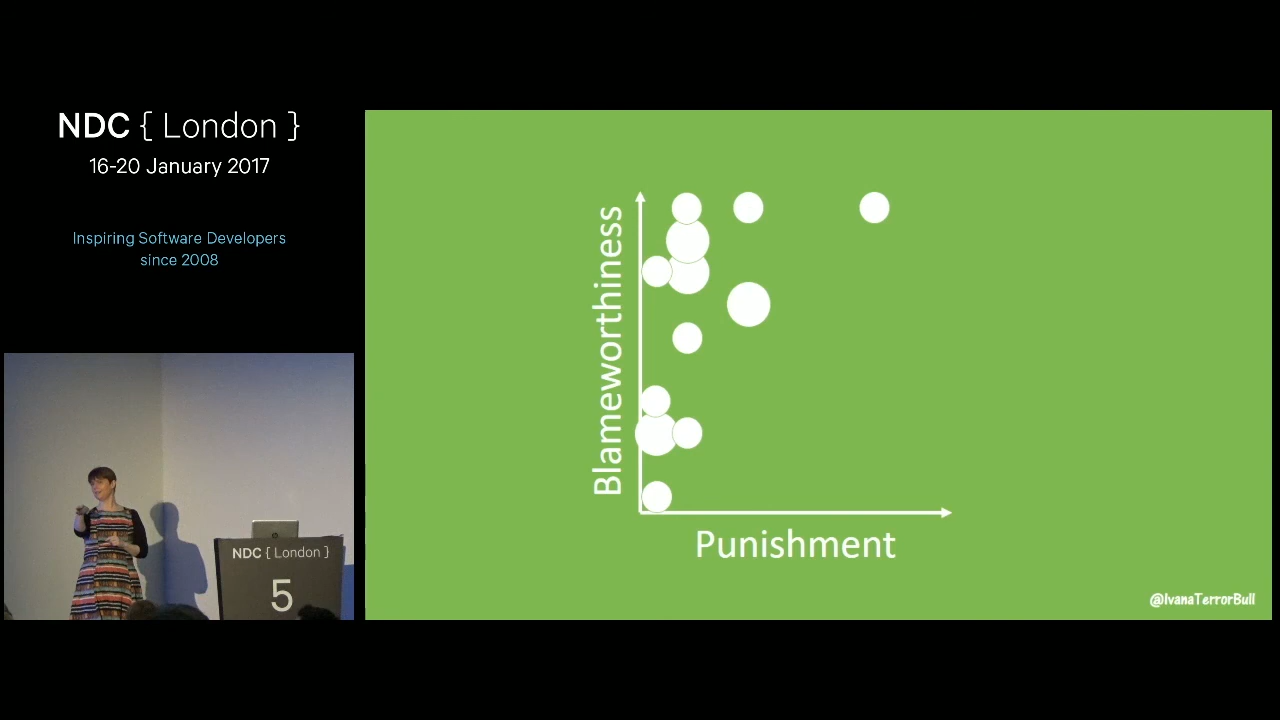 NDC { London }
16-20 January 2017
Inspiring Software Developers
since 2008
Blameworthiness
Punishment
@IvanaTerrorBull
NDC { London }
5